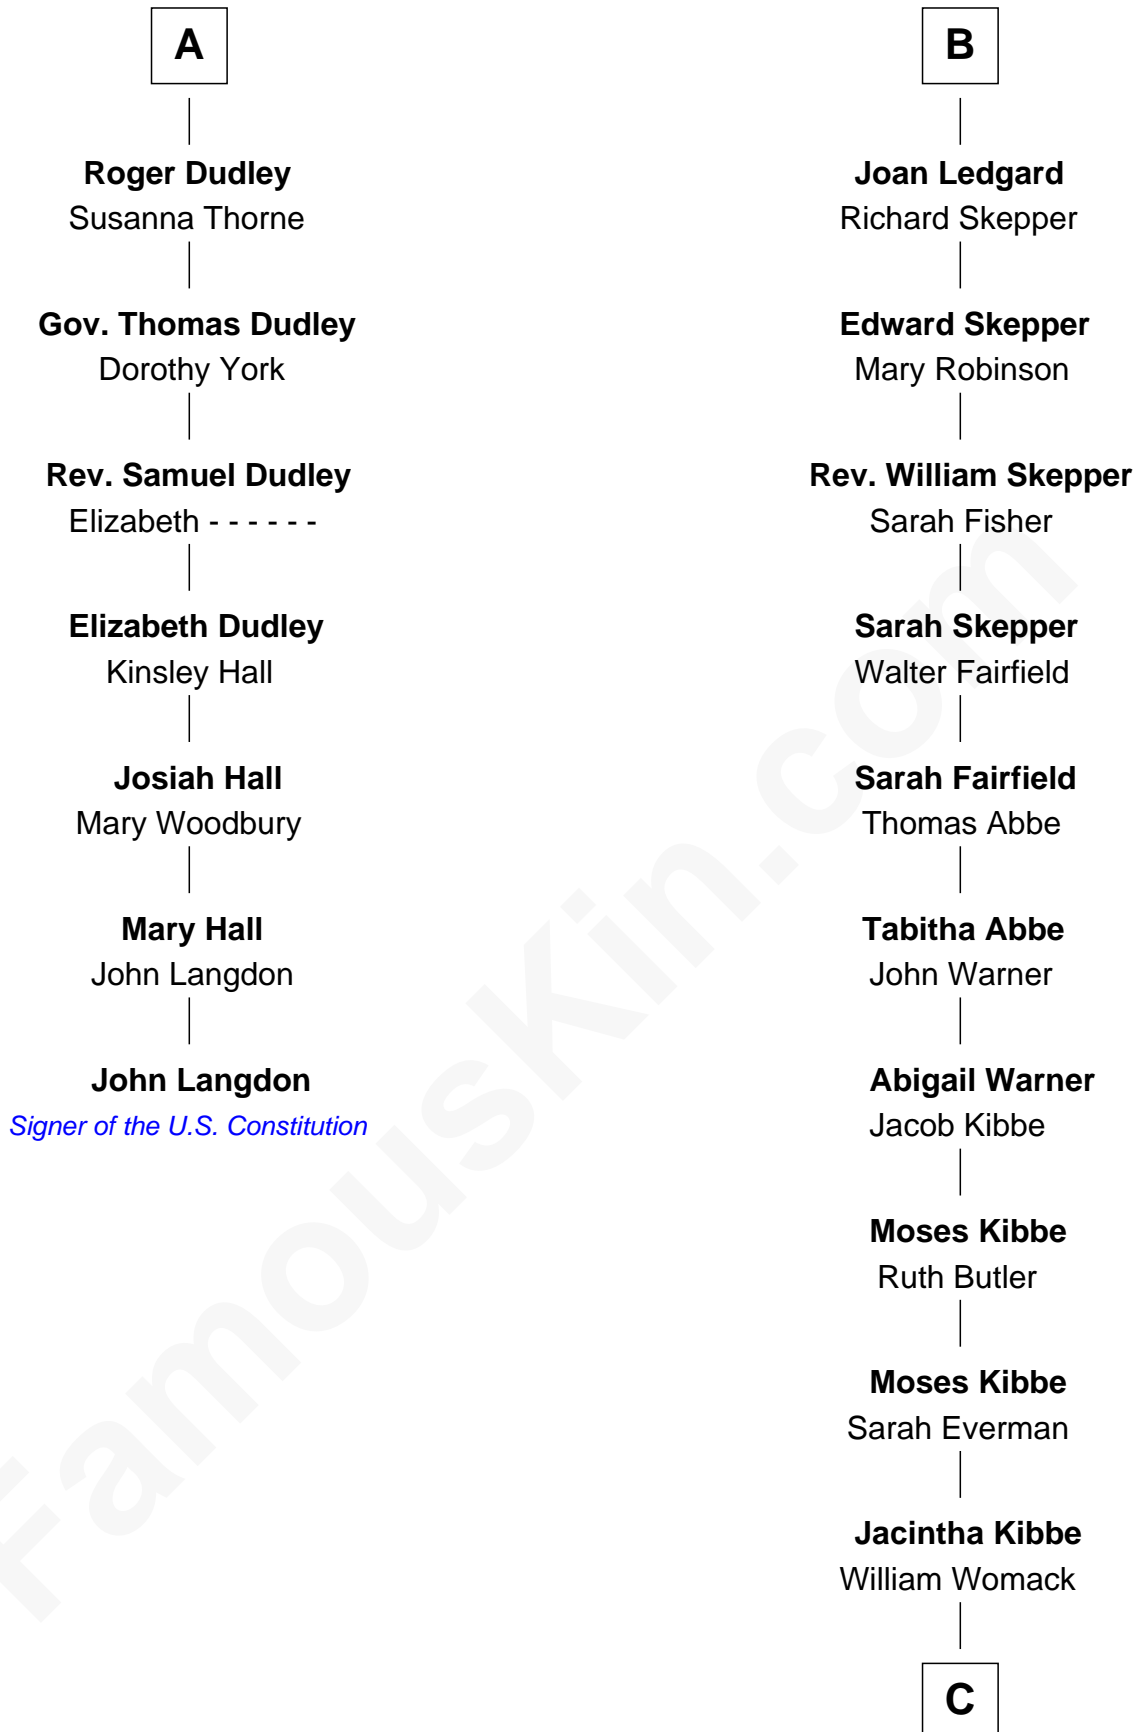 A
Roger Dudley
Susanna Thorne
Gov. Thomas Dudley
Dorothy York
Rev. Samuel Dudley
Elizabeth - - - - - -
Elizabeth Dudley
Kinsley Hall
Josiah Hall
Mary Woodbury
Mary Hall
John Langdon
John Langdon
Signer of the U.S. Constitution
B
Joan Ledgard
Richard Skepper
Edward Skepper
Mary Robinson
Rev. William Skepper
Sarah Fisher
Sarah Skepper
Walter Fairfield
Sarah Fairfield
Thomas Abbe
Tabitha Abbe
John Warner
Abigail Warner
Jacob Kibbe
Moses Kibbe
Ruth Butler
Moses Kibbe
Sarah Everman
Jacintha Kibbe
William Womack
C
FamousKin.com